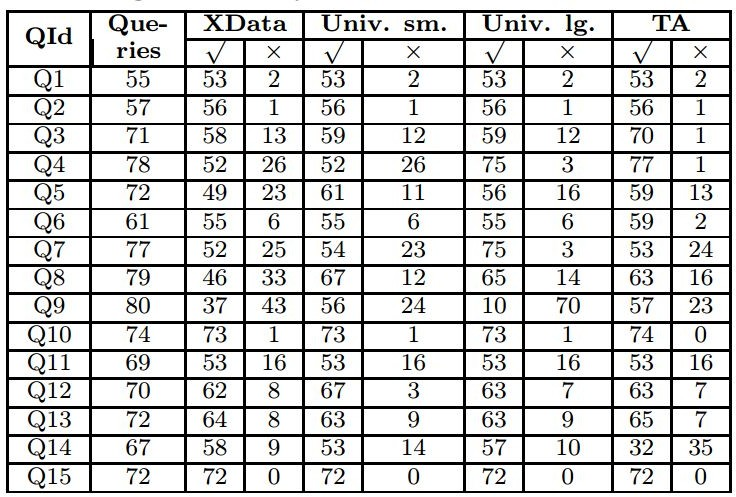 QId Que- XData Univ. sm. Univ. lg. TA
ries √ × √ × √ × √ ×
Q1 55 53 2 53 2 53 2 53 2
Q2 57 56 1 56 1 56 1 56 1
Q3 71 58 13 59 12 59 12 70 1
Q4 78 52 26 52 26 75 3 77 1
Q5 72 49 23 61 11 56 16 59 13
Q6 61 55 6 55 6 55 6 59 2
Q7 77 52 25 54 23 75 3 53 24
Q8 79 46 33 67 12 65 14 63 16
Q9 80 37 43 56 24 10 70 57 23
Q10 74 73 1 73 1 73 1 74 0
Q11 69 53 16 53 16 53 16 53 16
Q12 70 62 8 67 3 63 7 63 7
Q13 72 64 8 63 9 63 9 65 7
Q14 67 58 9 53 14 57 10 32 35
Q15 72 72 0 72 0 72 0 72 0